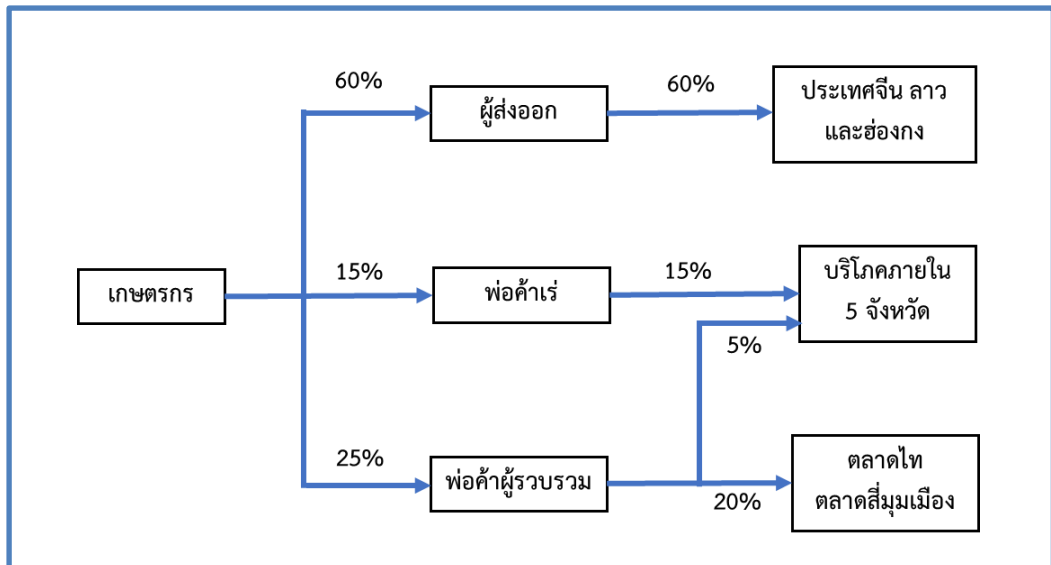 60%
ผู้ส่งออก
60%
ประเทศจีน ลาว
และฮ่องกง
เกษตรกร
15%
พ่อค้าเร่
15%
บริโภคภายใน
5 จังหวัด
5%
25%
พ่อค้าผู้รวบรวม
20%
ตลาดไท
ตลาดสี่มุมเมือง